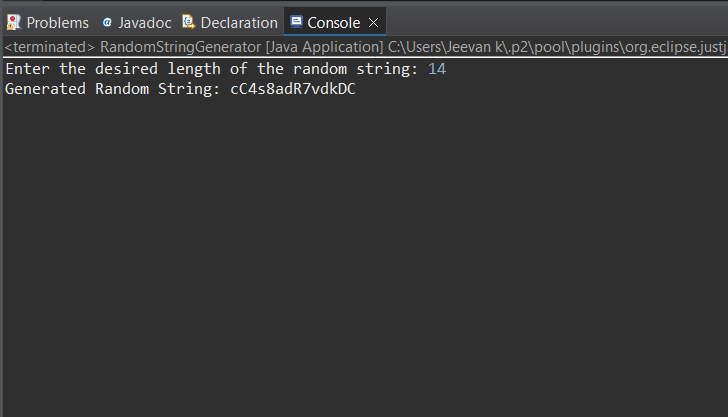 Problems @ Javadoc Declaration Console
<terminated> RandomStringGenerator [Java Application] C:\Users\Jeevan k\.p2\pool\plugins\org.eclipse.justj
Enter the desired length of the random string: 14
Generated Random String: cC4s8adR7vdkDC